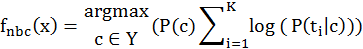 f_nbc(x) = argmax c ∈ Y (P(c) ∑_{i=1}^{K} log ( P(t_i|c)))